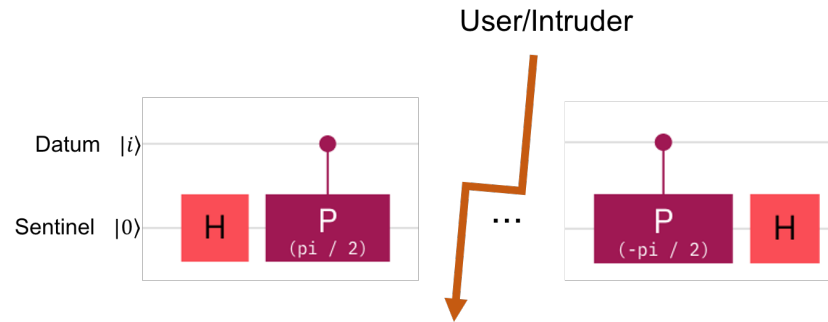 User/Intruder
Datum |i⟩
Sentinel |0⟩
H
P
(pi / 2)
...
P
(-pi / 2)
H